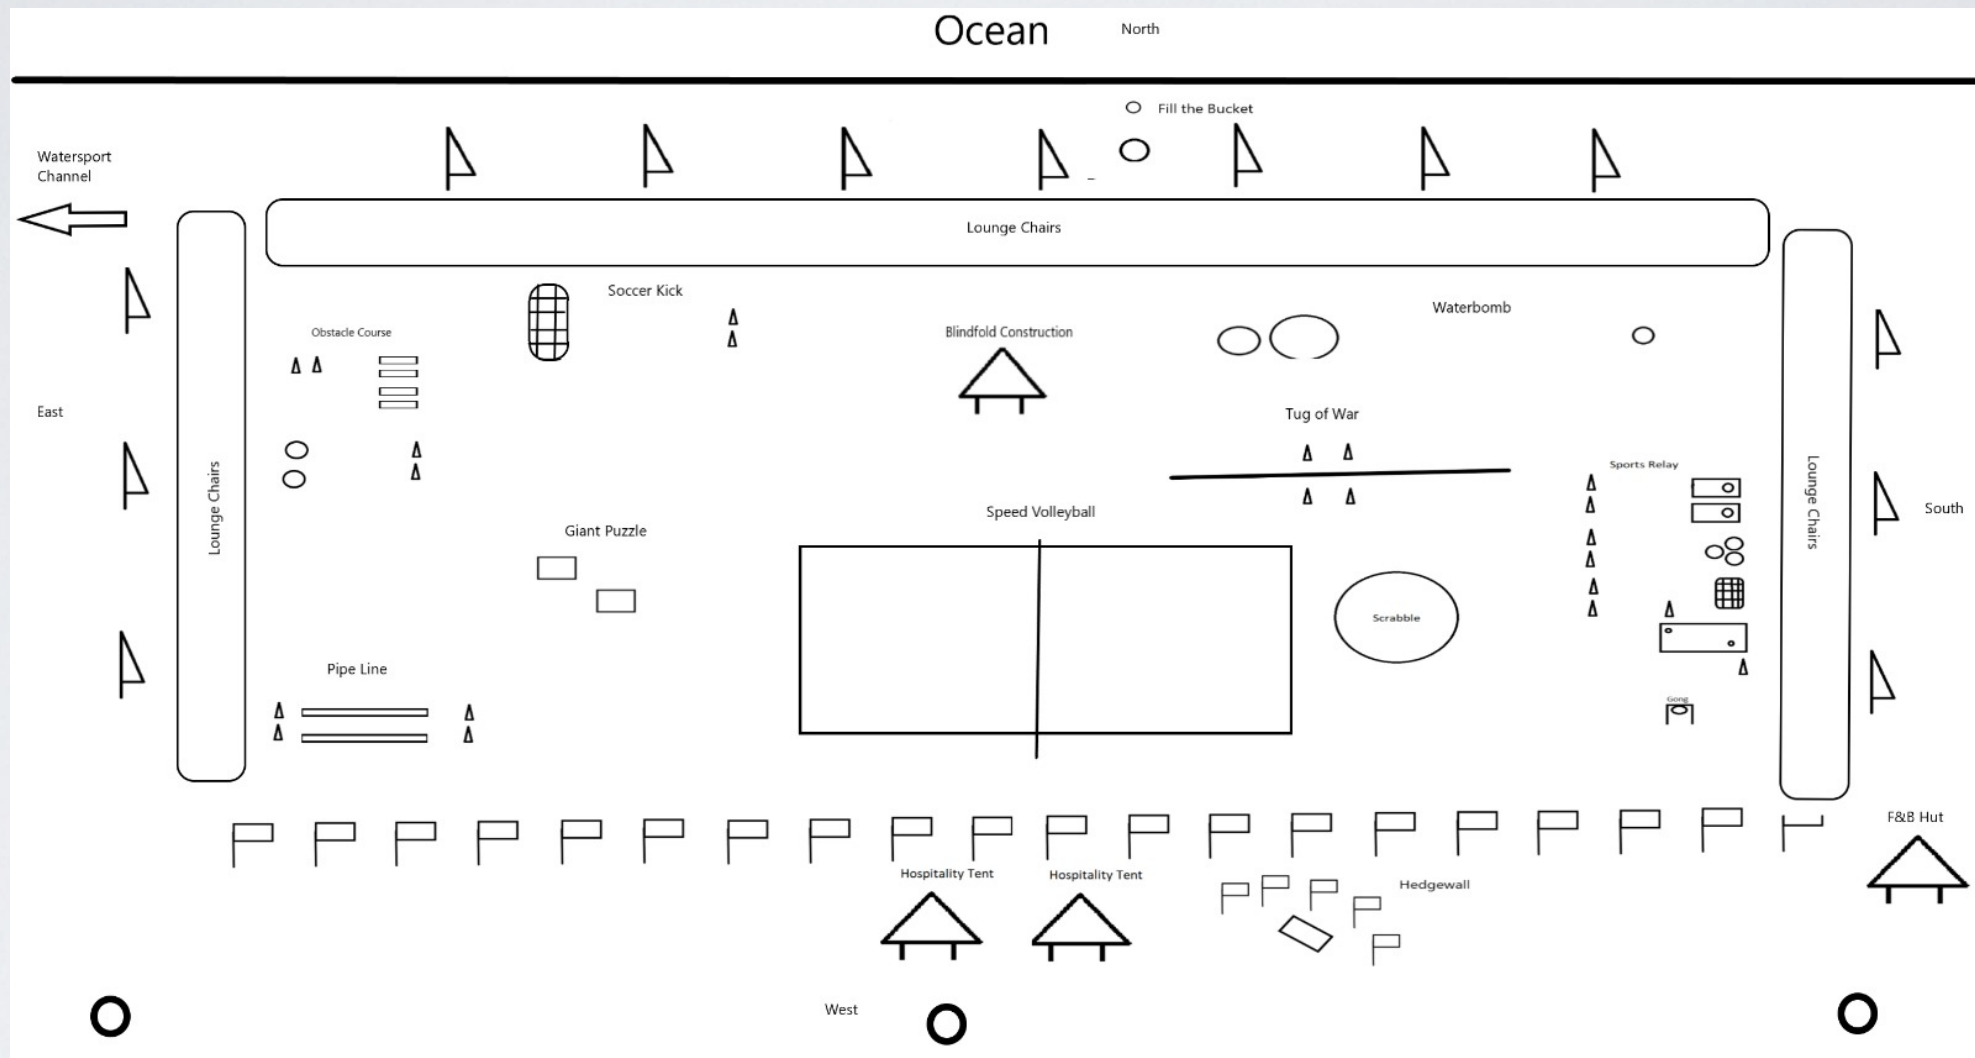 Ocean
North
Fill the Bucket
Watersport
Channel
Lounge Chairs
Soccer Kick
Waterbomb
Obstacle Course
Blindfold Construction
East
Tug of War
Lounge Chairs
Sports Relay
Lounge Chairs
South
Speed Volleyball
Giant Puzzle
Scrabble
Pipe Line
Gong
F&B Hut
Hospitality Tent
Hospitality Tent
Hedgewall
West